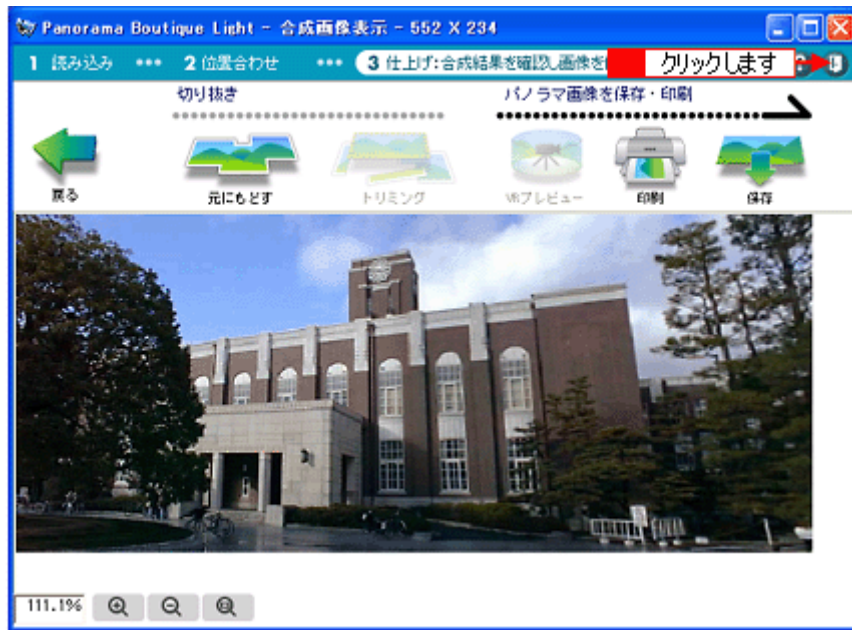 Panorama Boutique Light - 合成画像表示 - 552 X 234
1 読み込み ••• 2 位置合わせ ••• 3 仕上げ:合成結果を確認し画像を
クリックします
切り抜き
パノラマ画像を保存・印刷
戻る
元にもどす
トリミング
VRプレビュー
印刷
保存
111.1%